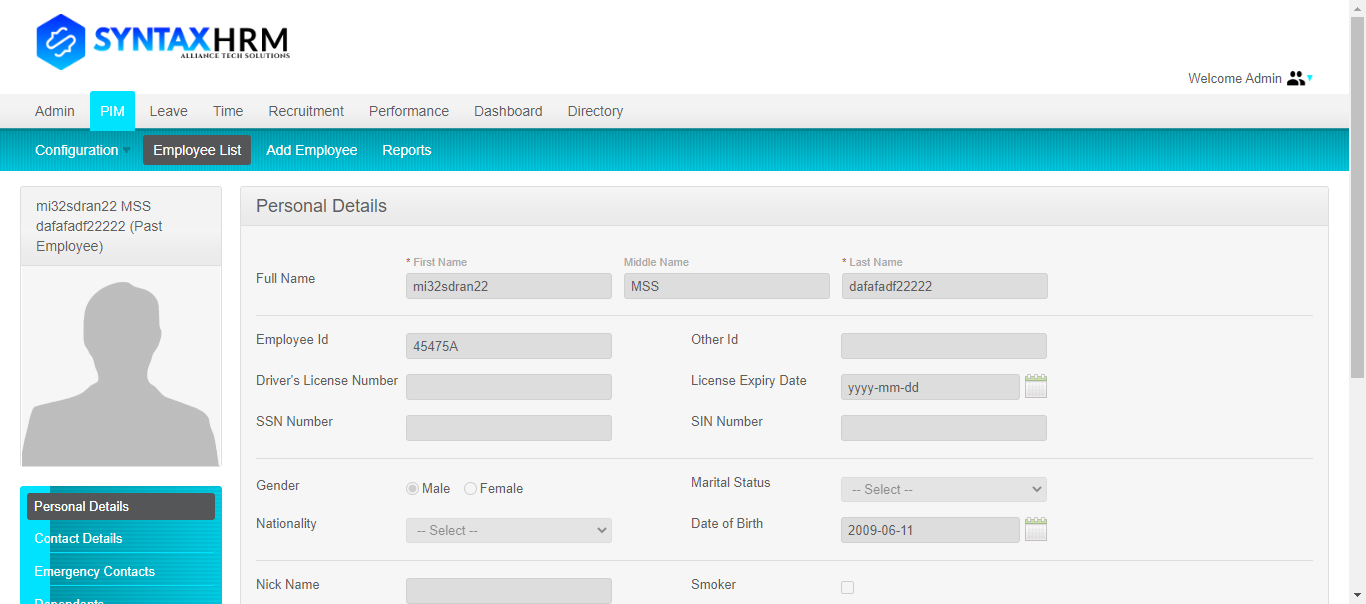 SYNTAXHRM
ALLIANCE TECH SOLUTIONS
Welcome Admin
Admin PIM Leave Time Recruitment Performance Dashboard Directory
Configuration Employee List Add Employee Reports
mi32sdran22 MSS
dafafadf22222 (Past
Employee)
Personal Details
* First Name Middle Name * Last Name
Full Name mi32sdran22 MSS dafafadf22222
Employee Id 45475A Other Id
Driver's License Number License Expiry Date yyyy-mm-dd
SSN Number SIN Number
Gender Male Female Marital Status -- Select --
Nationality -- Select -- Date of Birth 2009-06-11
Nick Name Smoker
Personal Details
Contact Details
Emergency Contacts
Dependents